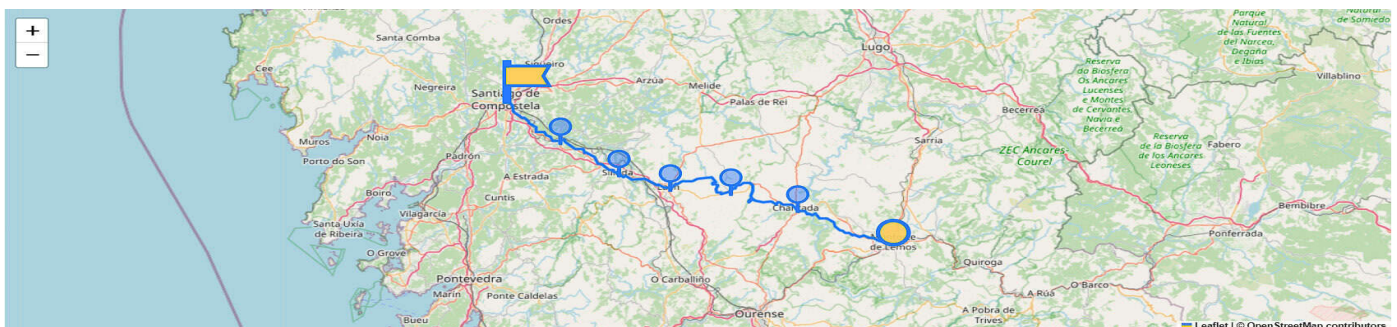 +
−
Ordes
Santa Comba
Parque
Natural
de las Fuentes
del Narcea,
Degaña
e Ibias
Natural
de Somiedo
Lugo
Cee
Arzúa
Negreira
Melide
Reserva
da Biosfera
Os Ancares
Lucenses
e Montes
de Cervantes
Navia e
Becerreá
Villablino
Santiago de
Compostela
Palas de Rei
Becerreá
Muros
Noia
Sarria
Reserva
de la Biosfera
de los Ancares
Leoneses
Fabero
Porto do Son
Padrón
ZEC Ancares-
Courel
A Estrada
Boiro
Cuntis
Vilagarcía
Santa Uxía
de Ribeira
Bembibre
Ponferrada
O Grove
de Lemos
Quiroga
Pontevedra
O Carballiño
O Barco
Marín
Ponte Caldelas
A Rúa
Bueu
Ourense
A Pobra de
Trives
Leaflet | © OpenStreetMap contributors